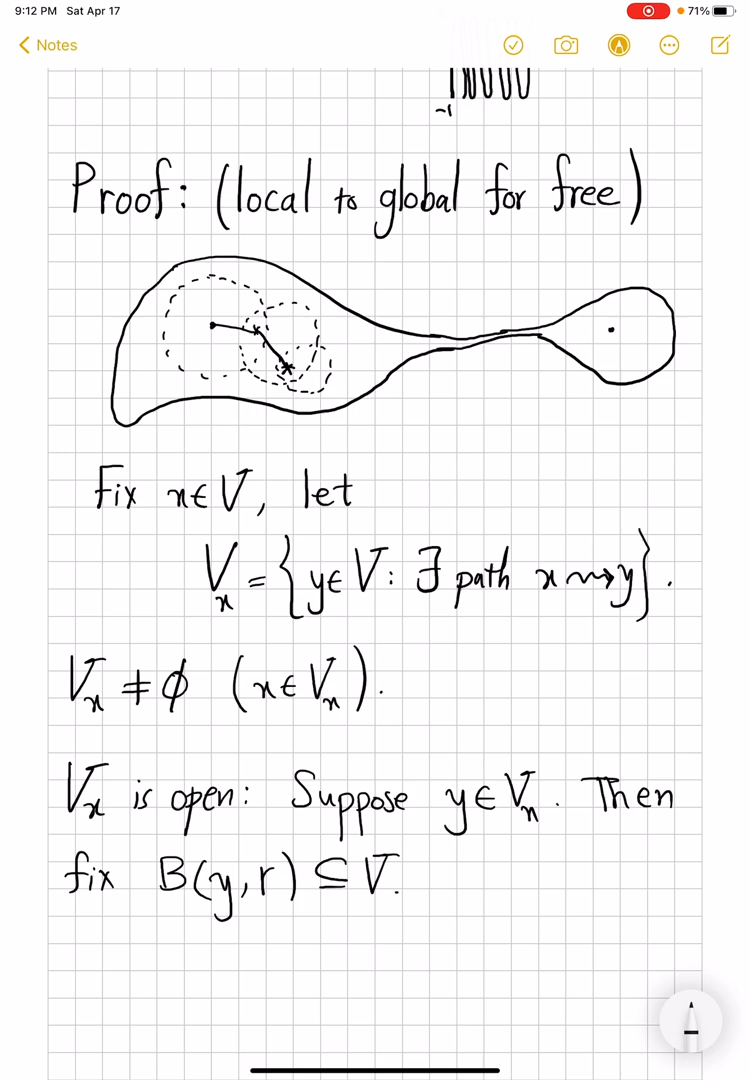 9:12 PM Sat Apr 17
71%
Notes
-1
Proof: (local to global for free)
Fix x∈V, let
Vₓ = {y∈V: ∃ path x ⇝ y}.
Vₓ ≠ ϕ (x∈Vₓ).
Vₓ is open: Suppose y∈Vₓ. Then
fix B(y,r) ⊆ V.